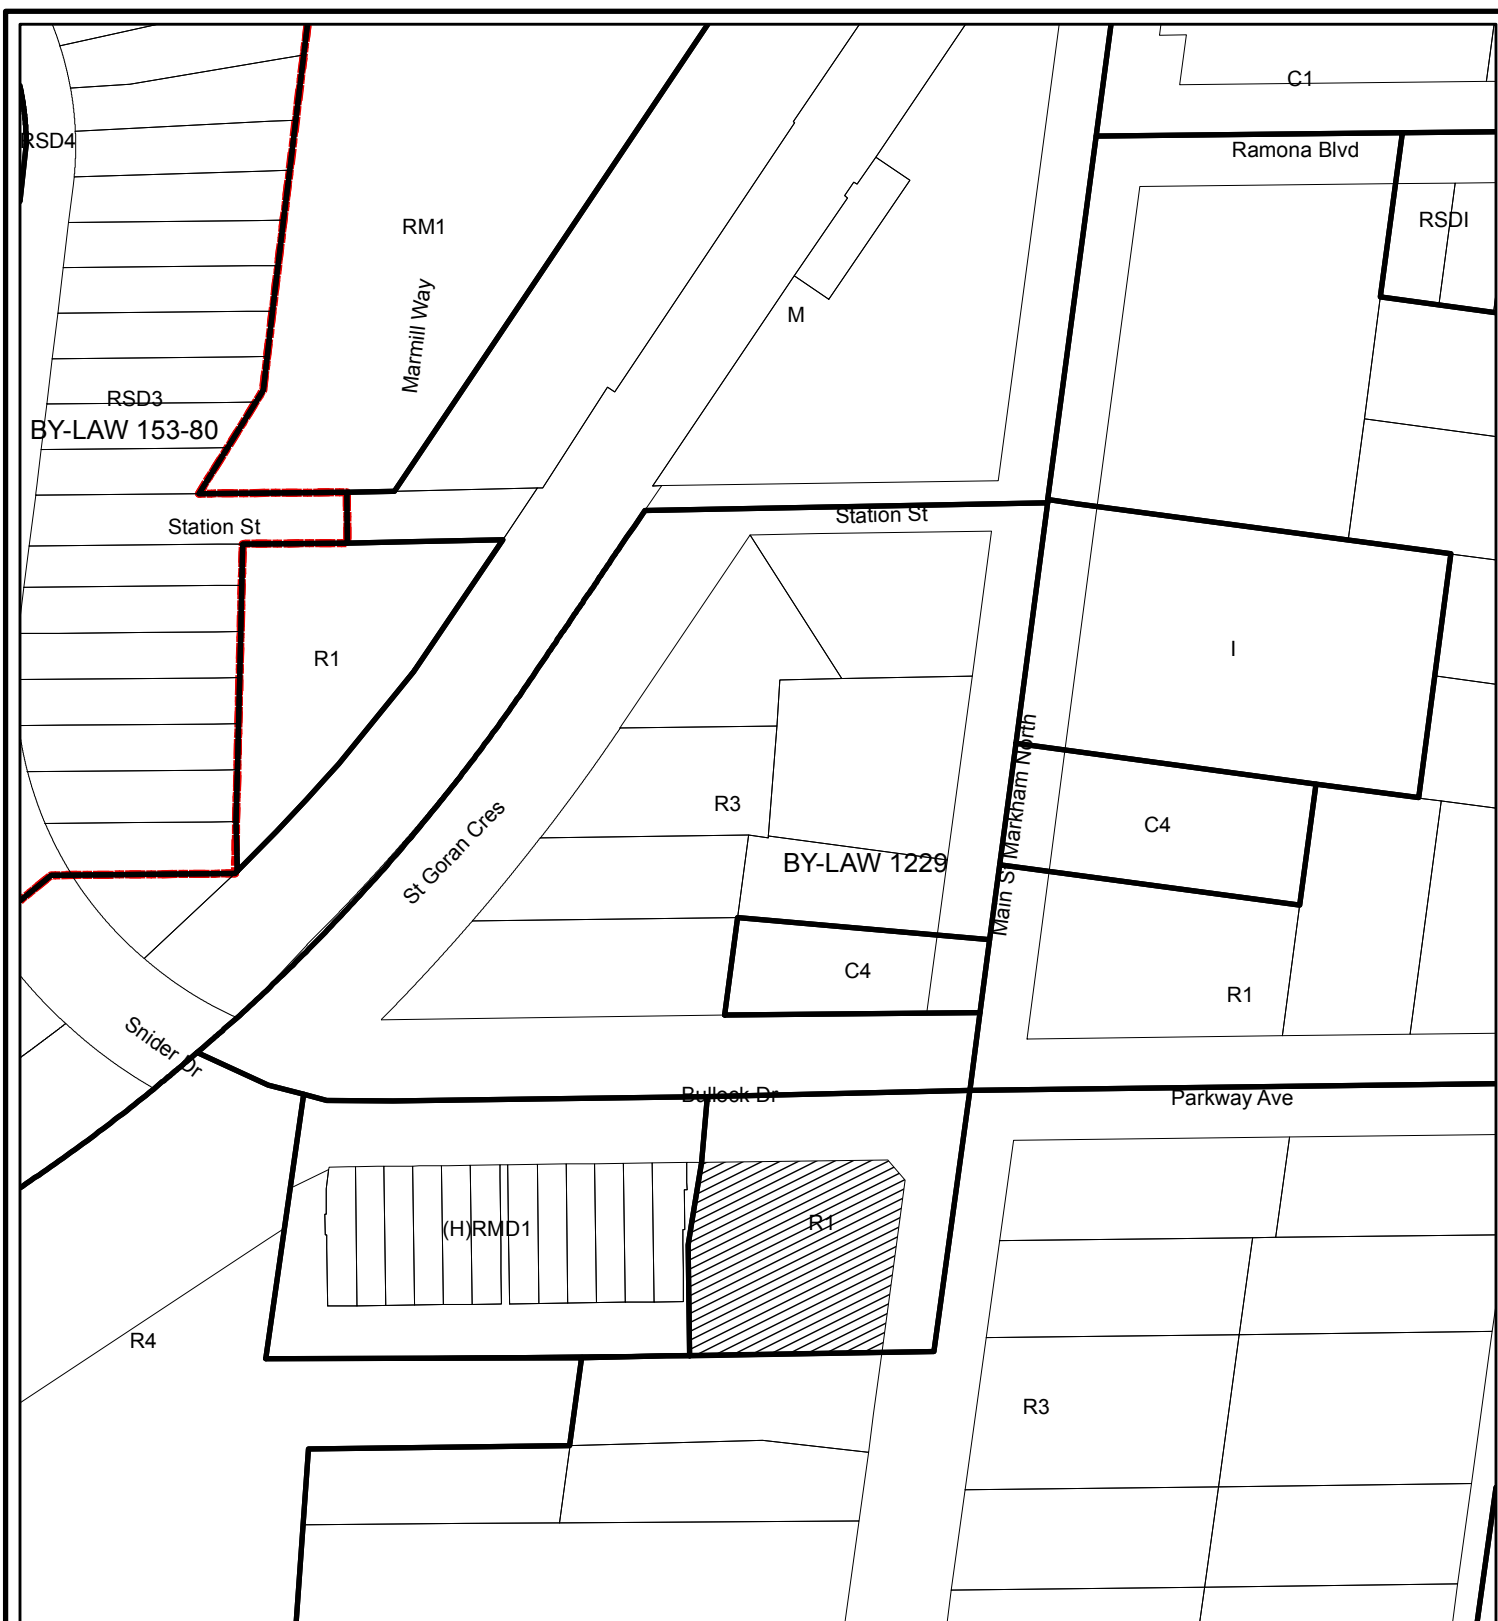 C1
RSD4
Ramona Blvd
RSDI
RM1
Marmill Way
M
RSD3
BY-LAW 153-80
Station St
Station St
R1
I
Main St Markham North
R3
C4
St Goran Cres
BY-LAW 1229
C4
R1
Snider Dr
Bullock Dr
Parkway Ave
(H)RMD1
R1
R4
R3